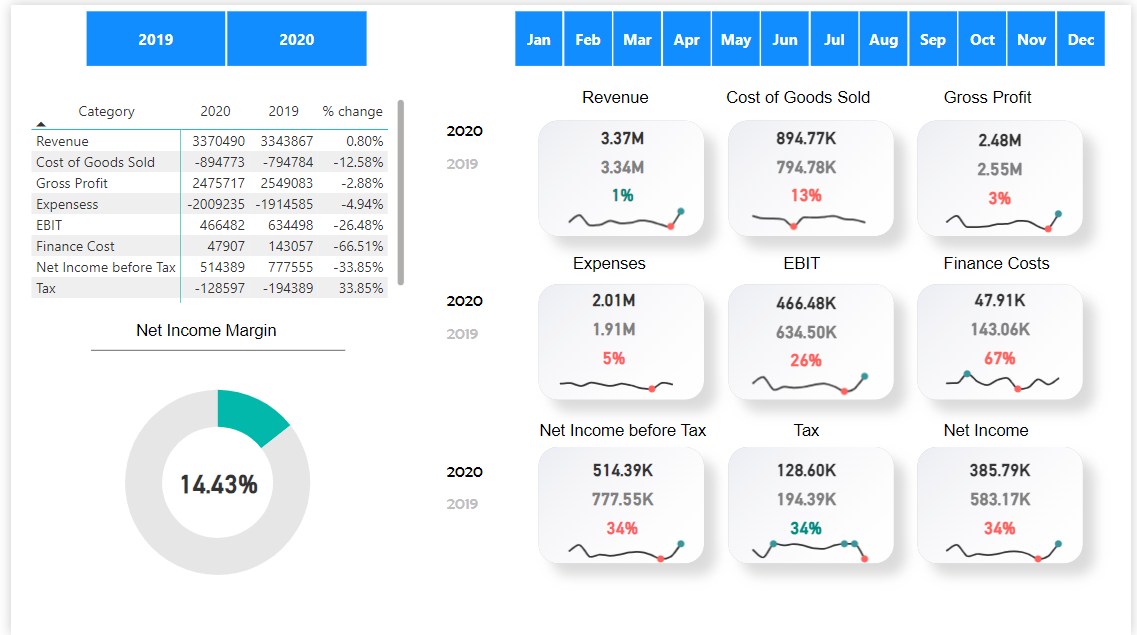 2019 2020 Jan Feb Mar Apr May Jun Jul Aug Sep Oct Nov Dec
Category 2020 2019 % change
Revenue 3370490 3343867 0.80%
Cost of Goods Sold -894773 -794784 -12.58%
Gross Profit 2475717 2549083 -2.88%
Expensess -2009235 -1914585 -4.94%
EBIT 466482 634498 -26.48%
Finance Cost 47907 143057 -66.51%
Net Income before Tax 514389 777555 -33.85%
Tax -128597 -194389 33.85%
Net Income Margin
14.43%
Revenue Cost of Goods Sold Gross Profit
2020 3.37M 894.77K 2.48M
2019 3.34M 794.78K 2.55M
1% 13% 3%
Expenses EBIT Finance Costs
2020 2.01M 466.48K 47.91K
2019 1.91M 634.50K 143.06K
5% 26% 67%
Net Income before Tax Tax Net Income
2020 514.39K 128.60K 385.79K
2019 777.55K 194.39K 583.17K
34% 34% 34%